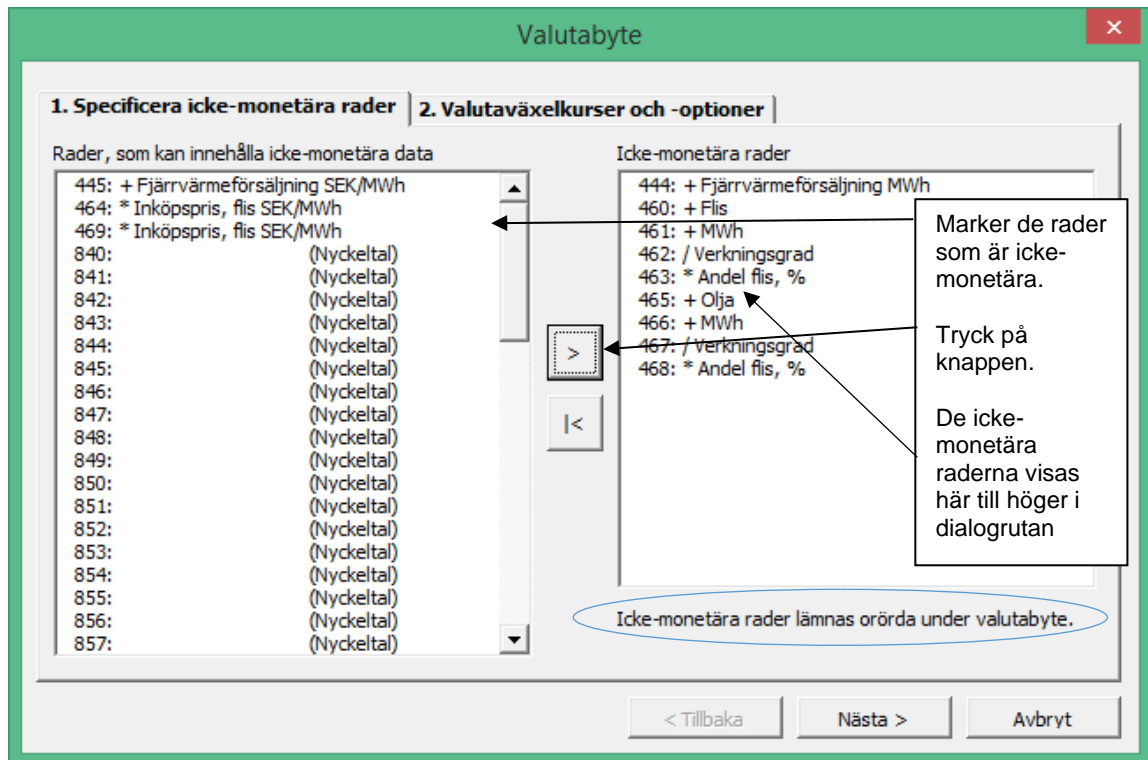 Valutabyte
1. Specificera icke-monetära rader
2. Valutaväxelkurser och -optioner
Rader, som kan innehålla icke-monetära data
445: + Fjärrvärmeförsäljning SEK/MWh
464: * Inköpspris, flis SEK/MWh
469: * Inköpspris, flis SEK/MWh
840: (Nyckeltal)
841: (Nyckeltal)
842: (Nyckeltal)
843: (Nyckeltal)
844: (Nyckeltal)
845: (Nyckeltal)
846: (Nyckeltal)
847: (Nyckeltal)
848: (Nyckeltal)
849: (Nyckeltal)
850: (Nyckeltal)
851: (Nyckeltal)
852: (Nyckeltal)
853: (Nyckeltal)
854: (Nyckeltal)
855: (Nyckeltal)
856: (Nyckeltal)
857: (Nyckeltal)
>
|<
Icke-monetära rader
444: + Fjärrvärmeförsäljning MWh
460: + Flis
461: + MWh
462: / Verkningsgrad
463: * Andel flis, %
465: + Olja
466: + MWh
467: / Verkningsgrad
468: * Andel flis, %
Marker de rader
som är icke-
monetära.
Tryck på
knappen.
De icke-
monetära
raderna visas
här till höger i
dialogrutan
Icke-monetära rader lämnas orörda under valutabyte.
< Tillbaka
Nästa >
Avbryt